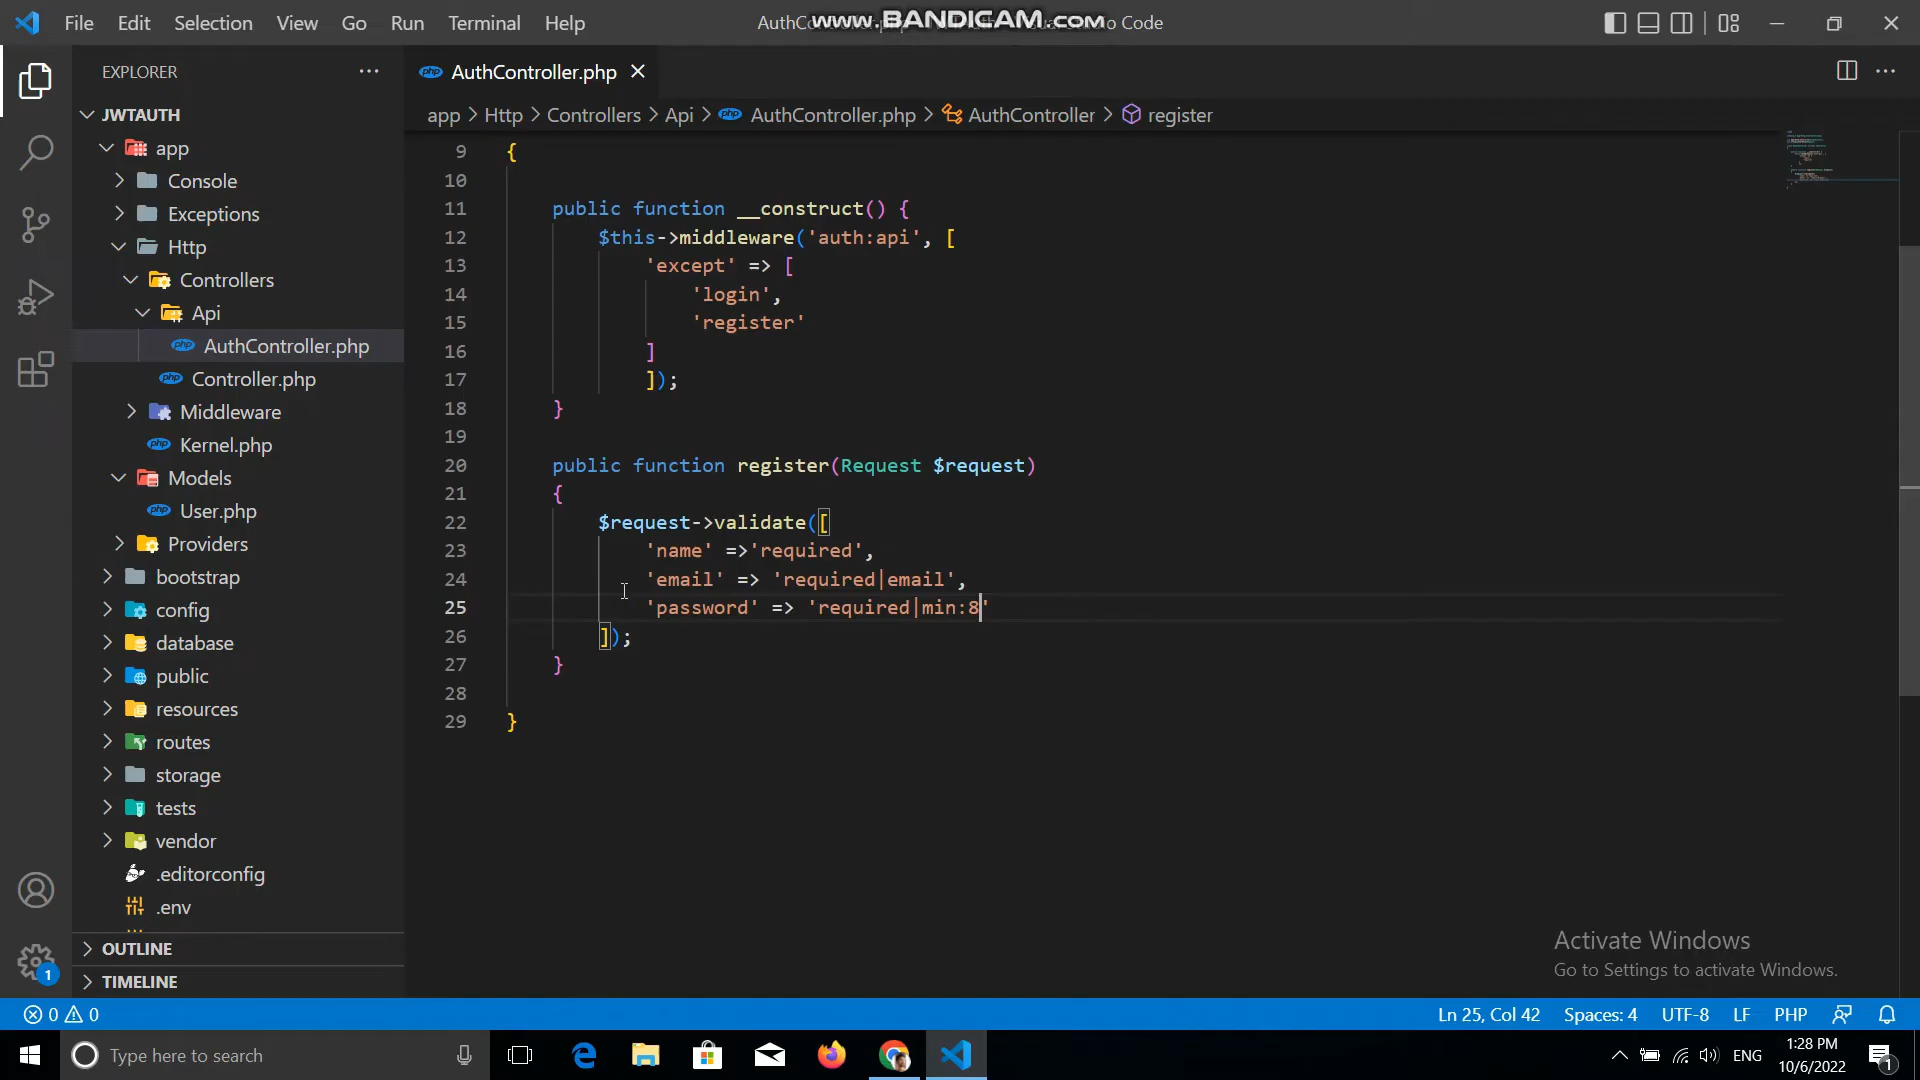 File Edit Selection View Go Run Terminal Help
www.BANDICAM.com
EXPLORER
AuthController.php
app > Http > Controllers > Api > AuthController.php > AuthController > register
JWTAUTH
app
Console
Exceptions
Http
Controllers
Api
AuthController.php
Controller.php
Middleware
Kernel.php
Models
User.php
Providers
bootstrap
config
database
public
resources
routes
storage
tests
vendor
.editorconfig
.env
OUTLINE
TIMELINE
9 {
10
11 public function __construct() {
12 $this->middleware('auth:api', [
13 'except' => [
14 'login',
15 'register'
16 ]
17 ]);
18 }
19
20 public function register(Request $request)
21 {
22 $request->validate([
23 'name' =>'required',
24 'email' => 'required|email',
25 'password' => 'required|min:8'
26 ]);
27 }
28
29 }
Activate Windows
Go to Settings to activate Windows.
1
0 0
Ln 25, Col 42 Spaces: 4 UTF-8 LF PHP
Type here to search
ENG
1:28 PM
10/6/2022
1